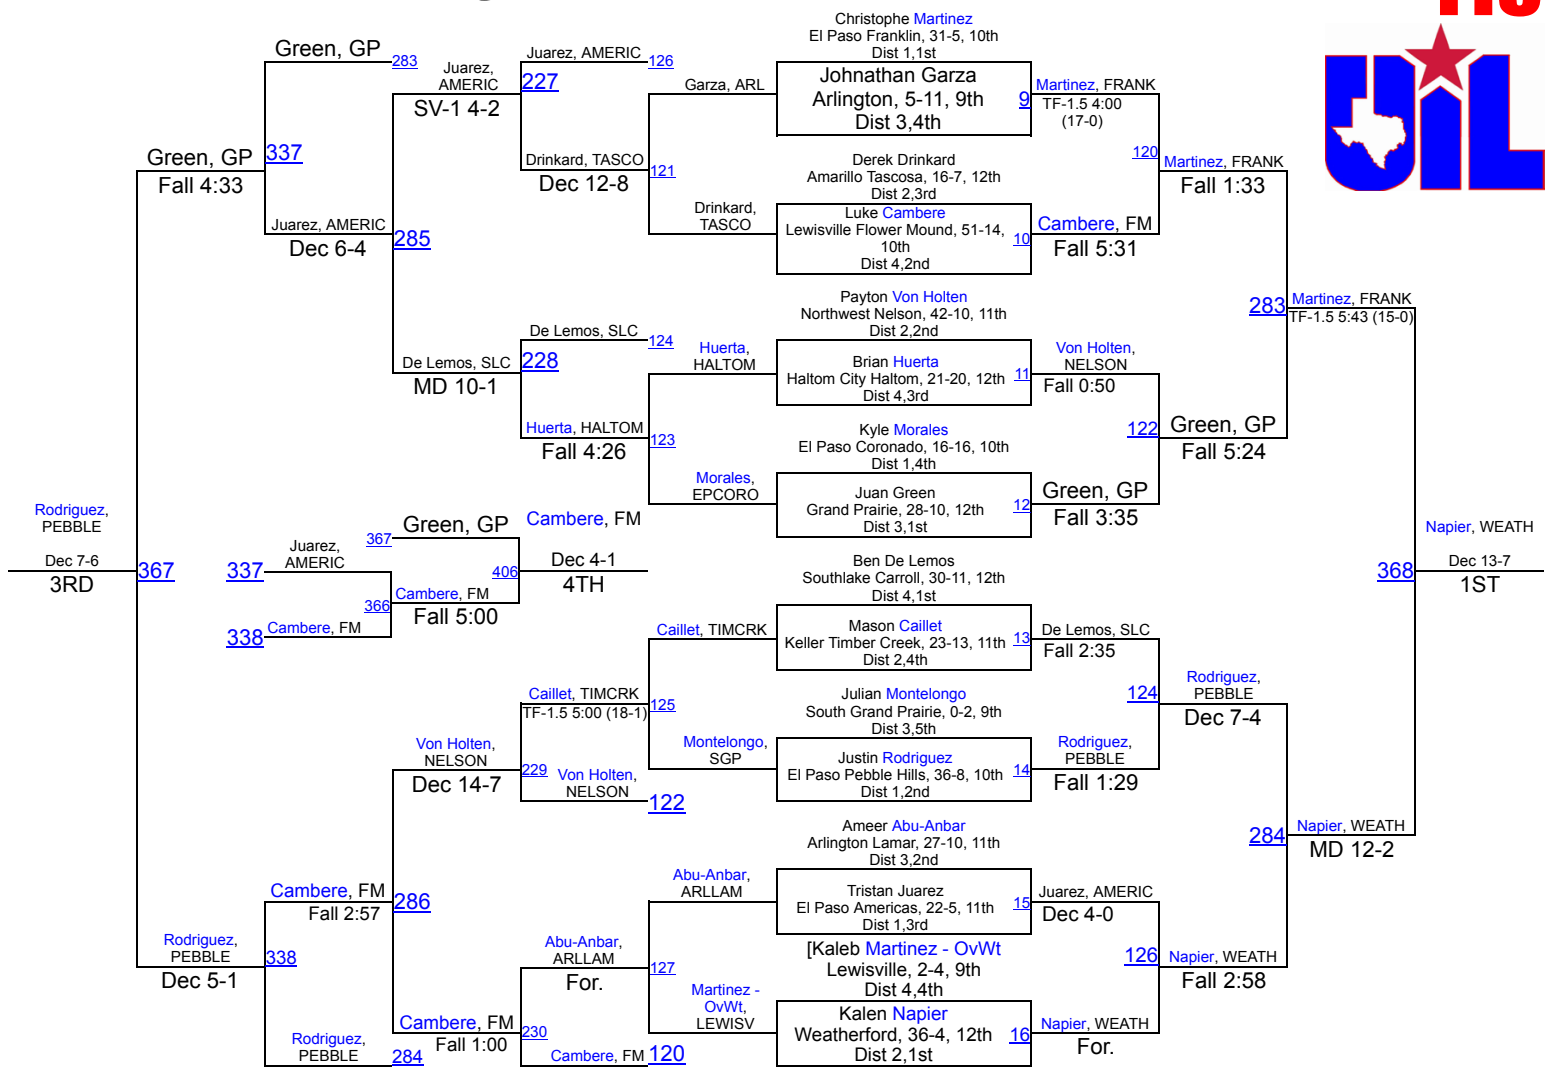 Christophe Martinez
El Paso Franklin, 31-5, 10th
Dist 1,1st
Johnathan Garza
Arlington, 5-11, 9th
Dist 3,4th
Derek Drinkard
Amarillo Tascosa, 16-7, 12th
Dist 2,3rd
Luke Cambere
Lewisville Flower Mound, 51-14,
10th
Dist 4,2nd
Payton Von Holten
Northwest Nelson, 42-10, 11th
Dist 2,2nd
Brian Huerta
Haltom City Haltom, 21-20, 12th
Dist 4,3rd
Kyle Morales
El Paso Coronado, 16-16, 10th
Dist 1,4th
Juan Green
Grand Prairie, 28-10, 12th
Dist 3,1st
Ben De Lemos
Southlake Carroll, 30-11, 12th
Dist 4,1st
Mason Caillet
Keller Timber Creek, 23-13, 11th
Dist 2,4th
Julian Montelongo
South Grand Prairie, 0-2, 9th
Dist 3,5th
Justin Rodriguez
El Paso Pebble Hills, 36-8, 10th
Dist 1,2nd
Ameer Abu-Anbar
Arlington Lamar, 27-10, 11th
Dist 3,2nd
Tristan Juarez
El Paso Americas, 22-5, 11th
Dist 1,3rd
[Kaleb Martinez - OvWt
Lewisville, 2-4, 9th
Dist 4,4th
Kalen Napier
Weatherford, 36-4, 12th
Dist 2,1st
9
Martinez, FRANK
TF-1.5 4:00
(17-0)
10
Cambere, FM
Fall 5:31
11
Von Holten,
NELSON
Fall 0:50
12
Green, GP
Fall 3:35
13
De Lemos, SLC
Fall 2:35
14
Rodriguez,
PEBBLE
Fall 1:29
15
Juarez, AMERIC
Dec 4-0
16
Napier, WEATH
For.
120
Martinez, FRANK
Fall 1:33
122
Green, GP
Fall 5:24
124
Rodriguez,
PEBBLE
Dec 7-4
126
Napier, WEATH
Fall 2:58
283
Martinez, FRANK
TF-1.5 5:43 (15-0)
284
Napier, WEATH
MD 12-2
368
Napier, WEATH
Dec 13-7
1ST
Garza, ARL
Drinkard,
TASCO
121
Huerta,
HALTOM
Morales,
EPCORO
123
Caillet, TIMCRK
Montelongo,
SGP
125
Abu-Anbar,
ARLLAM
Martinez -
OvWt,
LEWISV
127
Juarez, AMERIC
126
227
Drinkard, TASCO
Dec 12-8
De Lemos, SLC
124
228
Huerta, HALTOM
Fall 4:26
Caillet, TIMCRK
TF-1.5 5:00 (18-1)
229
Von Holten,
NELSON
122
Abu-Anbar,
ARLLAM
For.
230
Cambere, FM
120
Juarez,
AMERIC
SV-1 4-2
285
De Lemos, SLC
MD 10-1
Von Holten,
NELSON
Dec 14-7
286
Cambere, FM
Fall 1:00
Green, GP
283
337
Juarez, AMERIC
Dec 6-4
Cambere, FM
Fall 2:57
338
Rodriguez,
PEBBLE
284
Green, GP
Fall 4:33
Rodriguez,
PEBBLE
Dec 5-1
367
Rodriguez,
PEBBLE
Dec 7-6
3RD
337
Juarez,
AMERIC
338
Cambere, FM
366
Cambere, FM
Fall 5:00
367
Green, GP
406
Cambere, FM
Dec 4-1
4TH
UIL